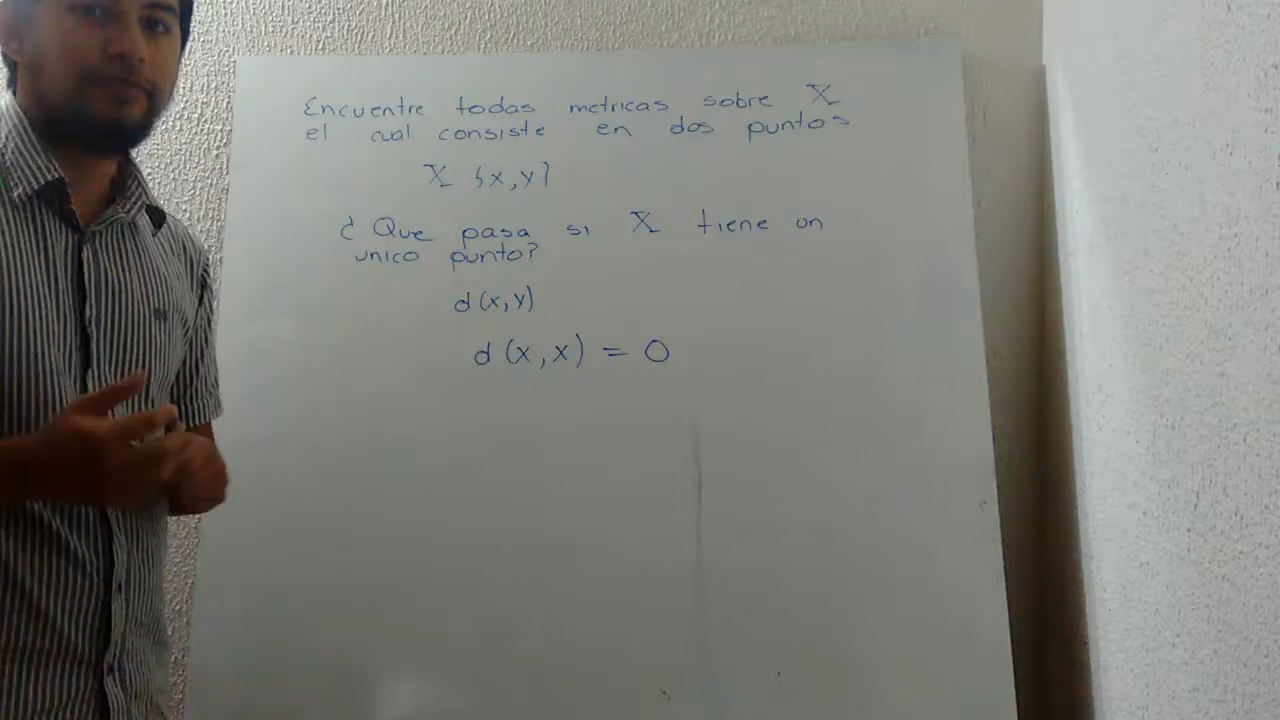 Encuentre todas metricas sobre X
el cual consiste en dos puntos
X {x,y}
¿Que pasa si X tiene un
unico punto?
d(x,y)
d(x,x) = 0